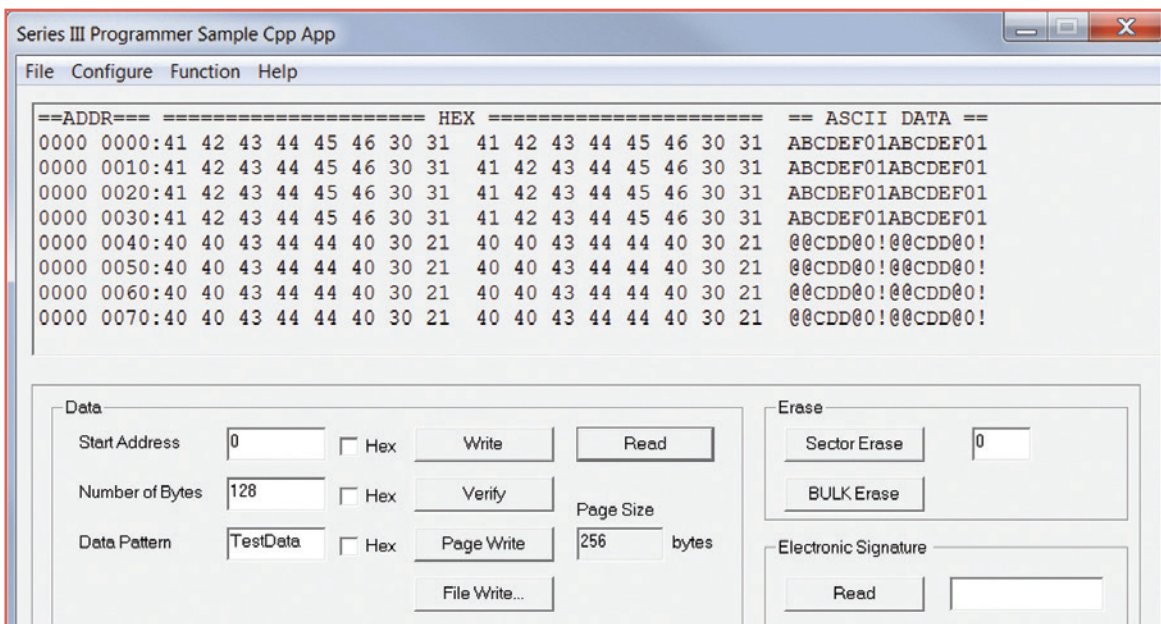 Series III Programmer Sample Cpp App
File Configure Function Help
==ADDR=== ===================== HEX ====================== == ASCII DATA ==
0000 0000:41 42 43 44 45 46 30 31 41 42 43 44 45 46 30 31 ABCDEF01ABCDEF01
0000 0010:41 42 43 44 45 46 30 31 41 42 43 44 45 46 30 31 ABCDEF01ABCDEF01
0000 0020:41 42 43 44 45 46 30 31 41 42 43 44 45 46 30 31 ABCDEF01ABCDEF01
0000 0030:41 42 43 44 45 46 30 31 41 42 43 44 45 46 30 31 ABCDEF01ABCDEF01
0000 0040:40 40 43 44 44 40 30 21 40 40 43 44 44 40 30 21 @@CDD@0!@@CDD@0!
0000 0050:40 40 43 44 44 40 30 21 40 40 43 44 44 40 30 21 @@CDD@0!@@CDD@0!
0000 0060:40 40 43 44 44 40 30 21 40 40 43 44 44 40 30 21 @@CDD@0!@@CDD@0!
0000 0070:40 40 43 44 44 40 30 21 40 40 43 44 44 40 30 21 @@CDD@0!@@CDD@0!
Data
Start Address 0 Hex Write Read
Number of Bytes 128 Hex Verify
Page Size
Data Pattern TestData Hex Page Write 256 bytes
File Write...
Erase
Sector Erase 0
BULK Erase
Electronic Signature
Read